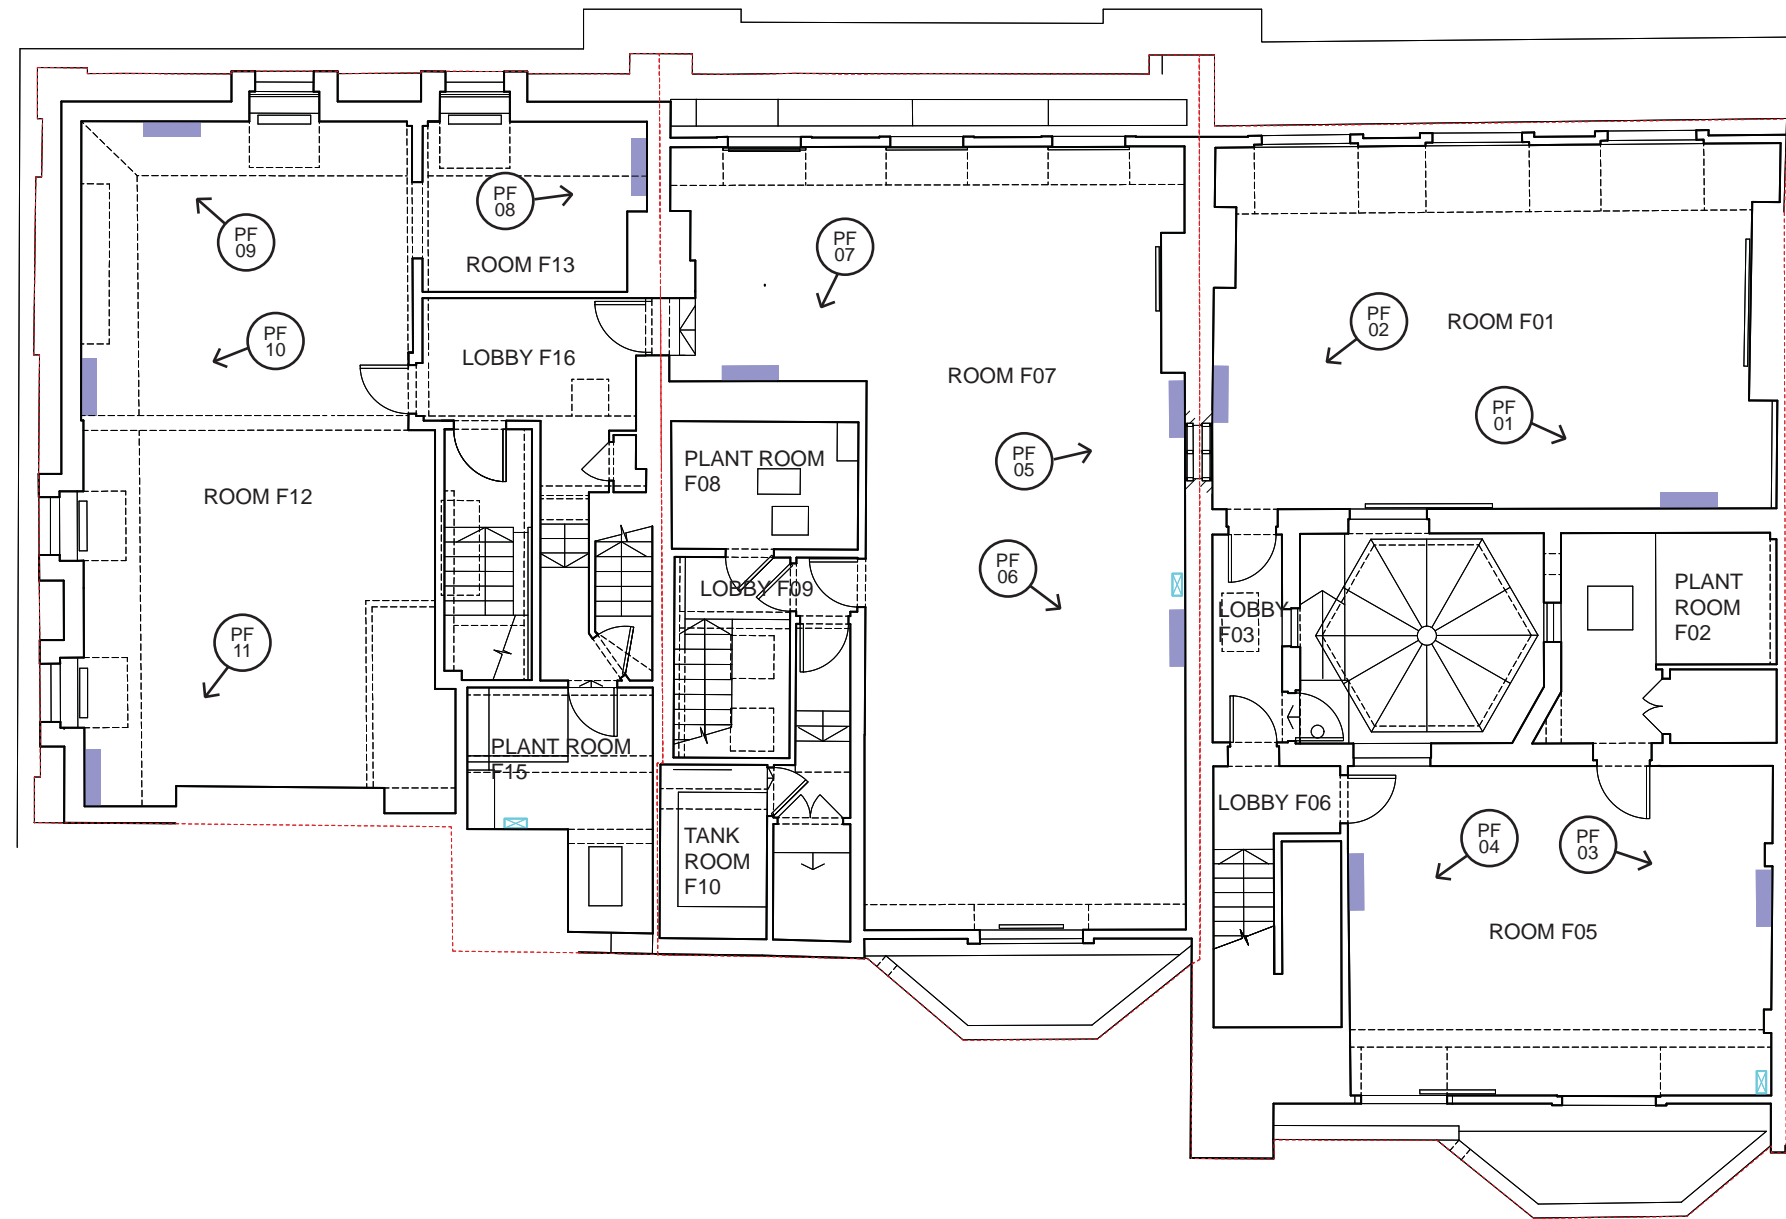 PF
08
PF
09
PF
07
ROOM F13
PF
02
ROOM F01
PF
10
LOBBY F16
ROOM F07
PF
01
PF
05
PLANT ROOM
F08
ROOM F12
PF
06
LOBBY F09
PLANT
ROOM
F02
LOBBY
F03
PF
11
PLANT ROOM
F15
LOBBY F06
TANK
ROOM
F10
PF
04
PF
03
ROOM F05